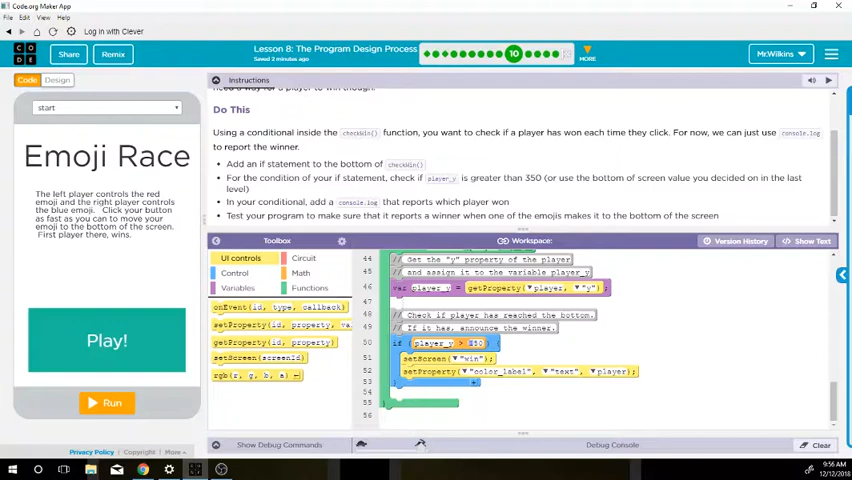 Code.org Maker App
File Edit View Help
Log in with Clever
C O
D E
Share
Remix
Lesson 8: The Program Design Process
Saved 2 minutes ago
10
MORE
Mr.Wilkins
Code
Design
Instructions
start
Emoji Race
The left player controls the red
emoji and the right player controls
the blue emoji. Click your button
as fast as you can to move your
emoji to the bottom of the screen.
First player there, wins.
Play!
Run
Do This
Using a conditional inside the checkWin() function, you want to check if a player has won each time they click. For now, we can just use console.log
to report the winner.
Add an if statement to the bottom of checkWin()
For the condition of your if statement, check if player_y is greater than 350 (or use the bottom of screen value you decided on in the last
level)
In your conditional, add a console.log that reports which player won
Test your program to make sure that it reports a winner when one of the emojis makes it to the bottom of the screen
Toolbox
Workspace:
Version History
Show Text
UI controls
Circuit
Control
Math
Variables
Functions
onEvent(id, type, callback)
setProperty(id, property, va
getProperty(id, property)
setScreen(screenId)
rgb(r, g, b, a)
44 // Get the "y" property of the player
45 // and assign it to the variable player_y
46 var player_y = getProperty(player, "y");
47
48 // Check if player has reached the bottom.
49 // If it has, announce the winner.
50 if (player_y > 350) {
51 setScreen("win");
52 setProperty("color_label", "text", player);
53 }
54
55 }
56
Show Debug Commands
Debug Console
Clear
Privacy Policy | Copyright | More
9:56 AM
12/12/2018